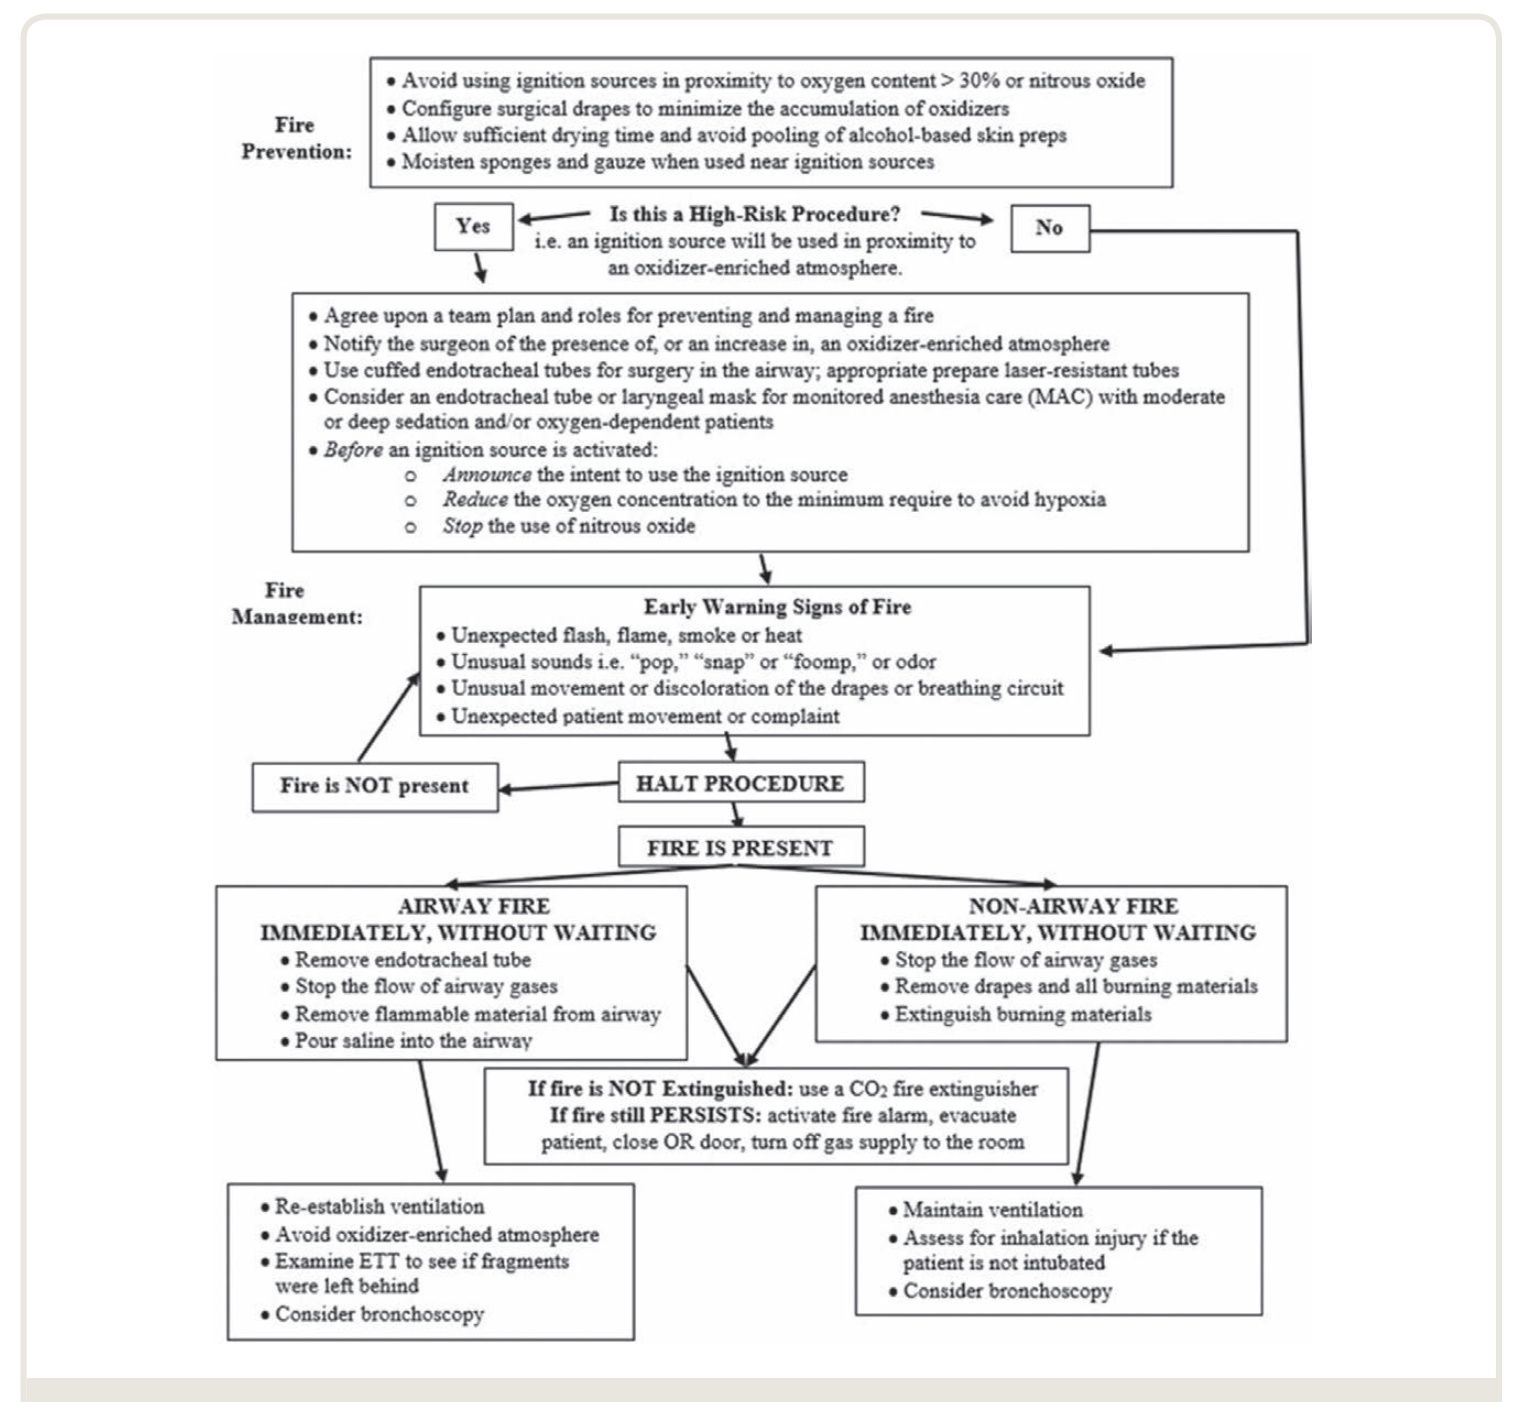 • Avoid using ignition sources in proximity to oxygen content > 30% or nitrous oxide
• Configure surgical drapes to minimize the accumulation of oxidizers
• Allow sufficient drying time and avoid pooling of alcohol-based skin preps
• Moisten sponges and gauze when used near ignition sources
Fire
Prevention:
Is this a High-Risk Procedure?
i.e. an ignition source will be used in proximity to
an oxidizer-enriched atmosphere.
Yes
No
• Agree upon a team plan and roles for preventing and managing a fire
• Notify the surgeon of the presence of, or an increase in, an oxidizer-enriched atmosphere
• Use cuffed endotracheal tubes for surgery in the airway; appropriate prepare laser-resistant tubes
• Consider an endotracheal tube or laryngeal mask for monitored anesthesia care (MAC) with moderate
or deep sedation and/or oxygen-dependent patients
• Before an ignition source is activated:
o Announce the intent to use the ignition source
o Reduce the oxygen concentration to the minimum require to avoid hypoxia
o Stop the use of nitrous oxide
Fire
Management:
Early Warning Signs of Fire
• Unexpected flash, flame, smoke or heat
• Unusual sounds i.e. “pop,” “snap” or “foomp,” or odor
• Unusual movement or discoloration of the drapes or breathing circuit
• Unexpected patient movement or complaint
Fire is NOT present
HALT PROCEDURE
FIRE IS PRESENT
AIRWAY FIRE
IMMEDIATELY, WITHOUT WAITING
• Remove endotracheal tube
• Stop the flow of airway gases
• Remove flammable material from airway
• Pour saline into the airway
NON-AIRWAY FIRE
IMMEDIATELY, WITHOUT WAITING
• Stop the flow of airway gases
• Remove drapes and all burning materials
• Extinguish burning materials
If fire is NOT Extinguished: use a CO₂ fire extinguisher
If fire still PERSISTS: activate fire alarm, evacuate
patient, close OR door, turn off gas supply to the room
• Re-establish ventilation
• Avoid oxidizer-enriched atmosphere
• Examine ETT to see if fragments
were left behind
• Consider bronchoscopy
• Maintain ventilation
• Assess for inhalation injury if the
patient is not intubated
• Consider bronchoscopy